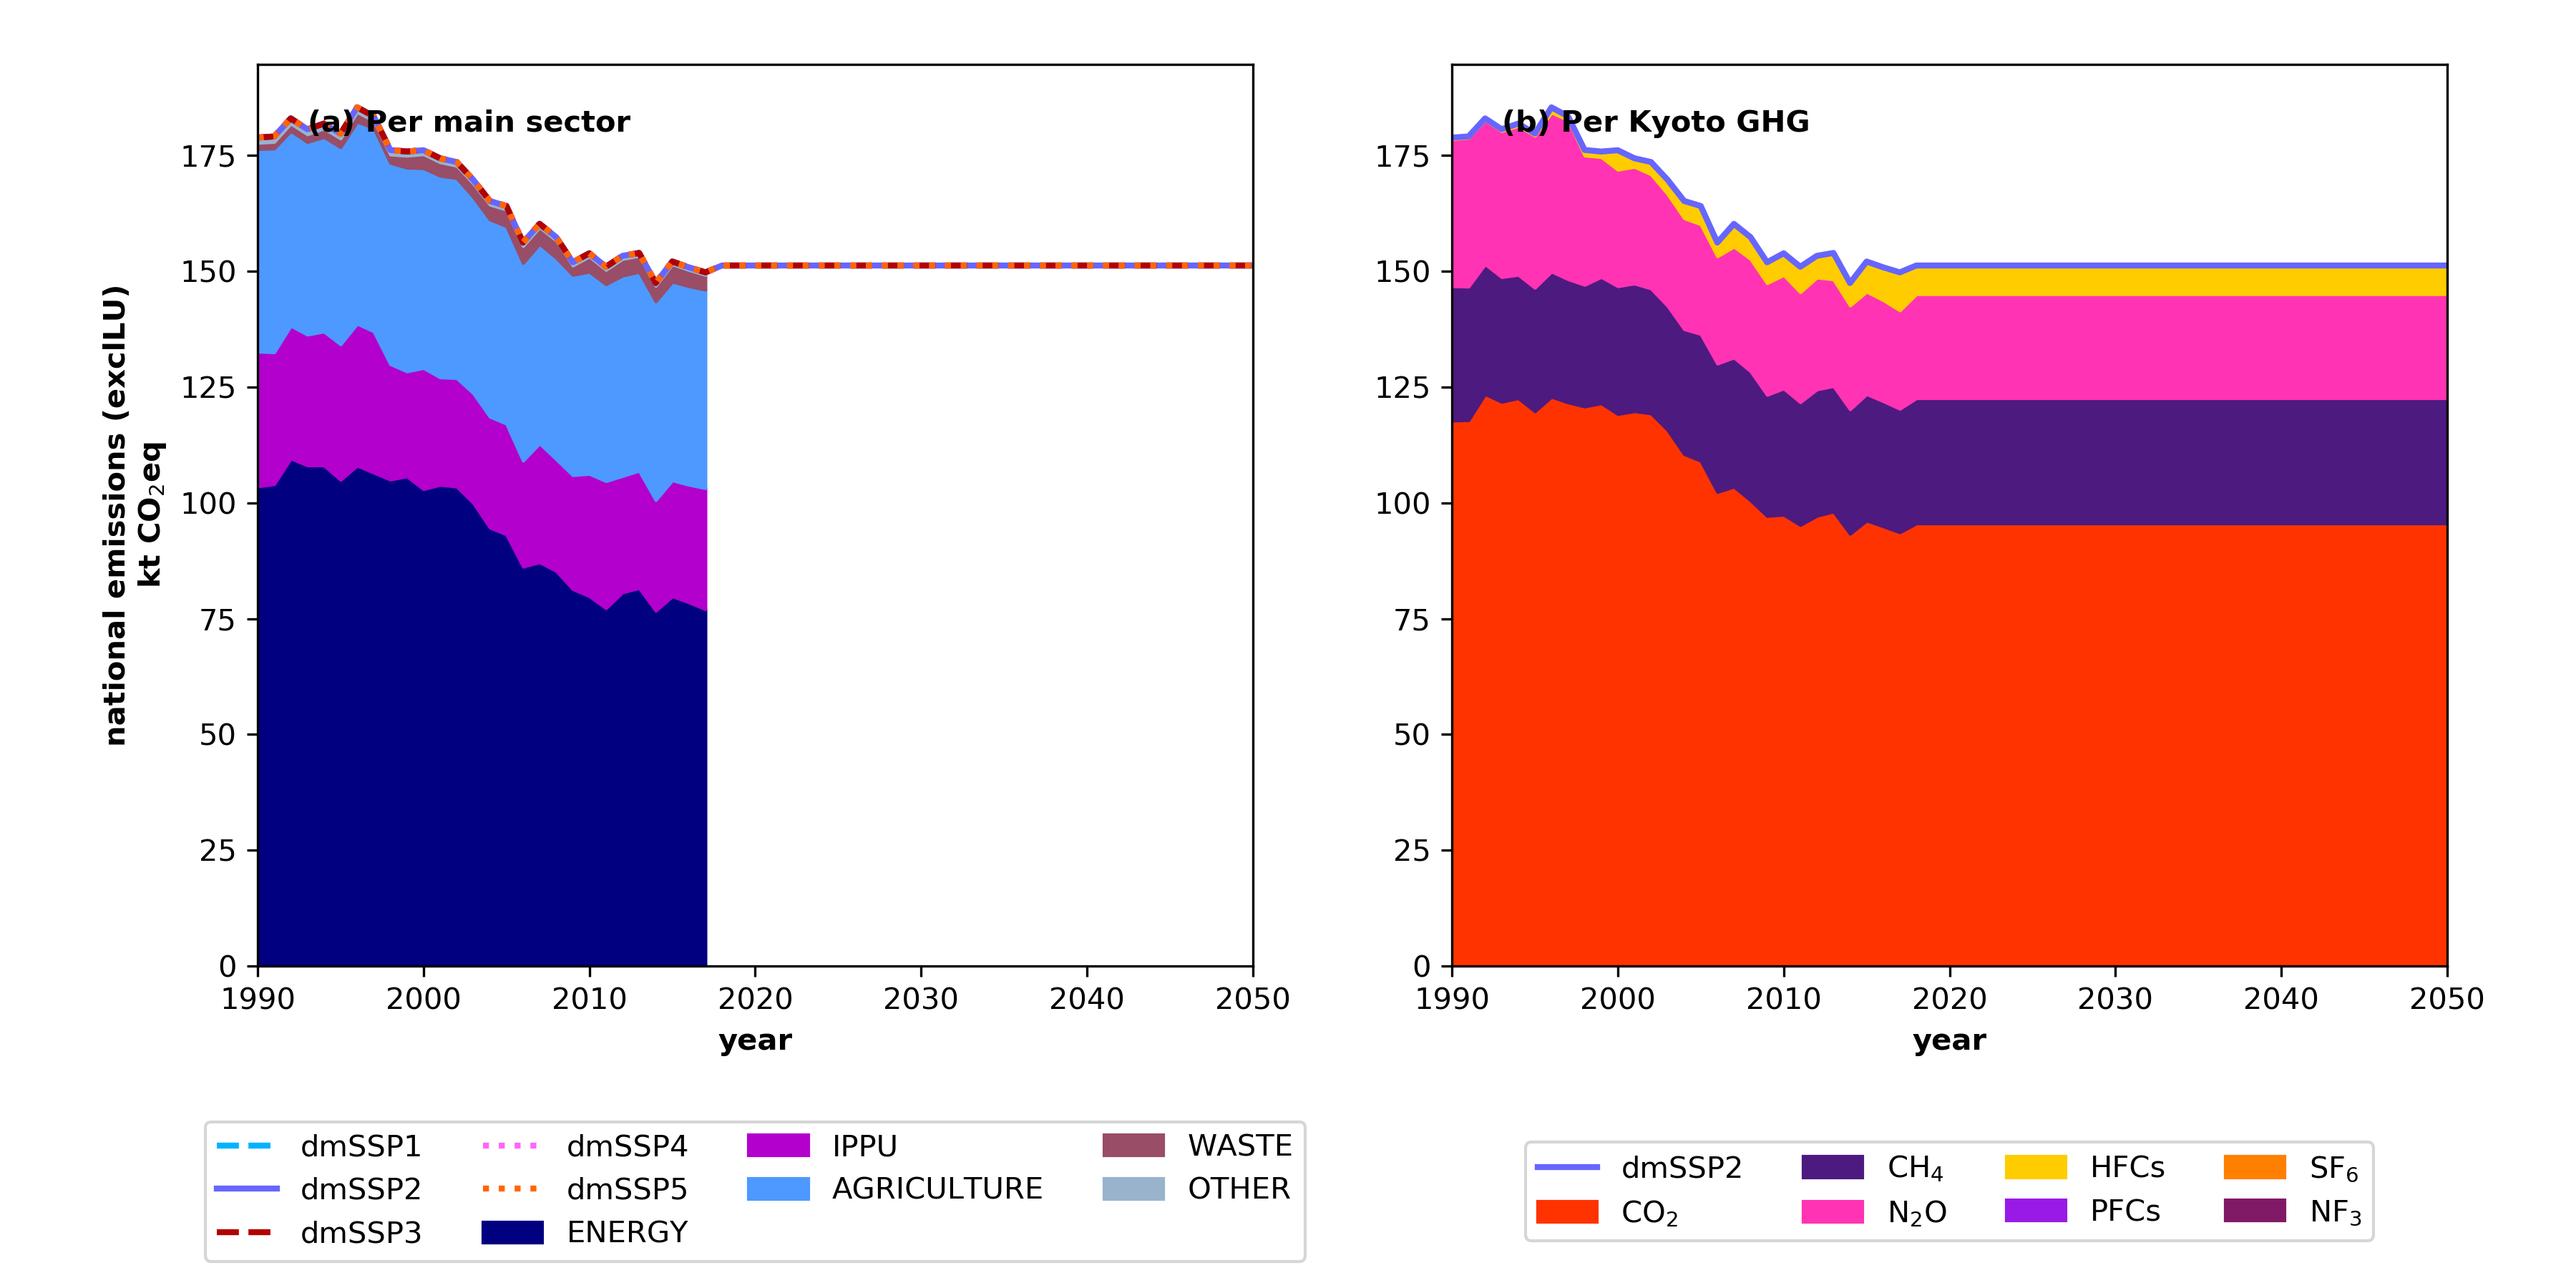 (a) Per main sector
(b) Per Kyoto GHG
national emissions (exclLU)
kt CO₂eq
175
150
125
100
75
50
25
0
1990 2000 2010 2020 2030 2040 2050
year
175
150
125
100
75
50
25
0
1990 2000 2010 2020 2030 2040 2050
year
dmSSP1 dmSSP4 IPPU WASTE
dmSSP2 dmSSP5 AGRICULTURE OTHER
dmSSP3 ENERGY
dmSSP2 CH₄ HFCs SF₆
CO₂ N₂O PFCs NF₃